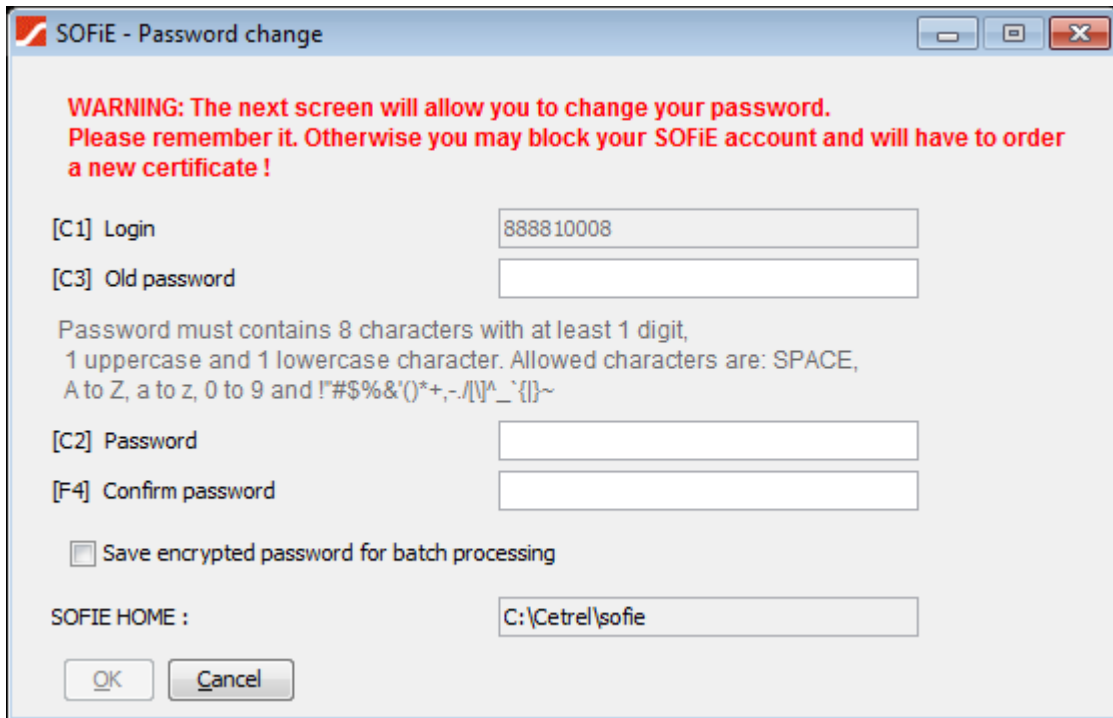 SOFiE - Password change
WARNING: The next screen will allow you to change your password.
Please remember it. Otherwise you may block your SOFiE account and will have to order
a new certificate !
[C1] Login 888810008
[C3] Old password
Password must contains 8 characters with at least 1 digit,
1 uppercase and 1 lowercase character. Allowed characters are: SPACE,
A to Z, a to z, 0 to 9 and !"#$%&'()*+,-./[\]^_`{|}~
[C2] Password
[F4] Confirm password
Save encrypted password for batch processing
SOFIE HOME : C:\Cetrel\sofie
OK Cancel